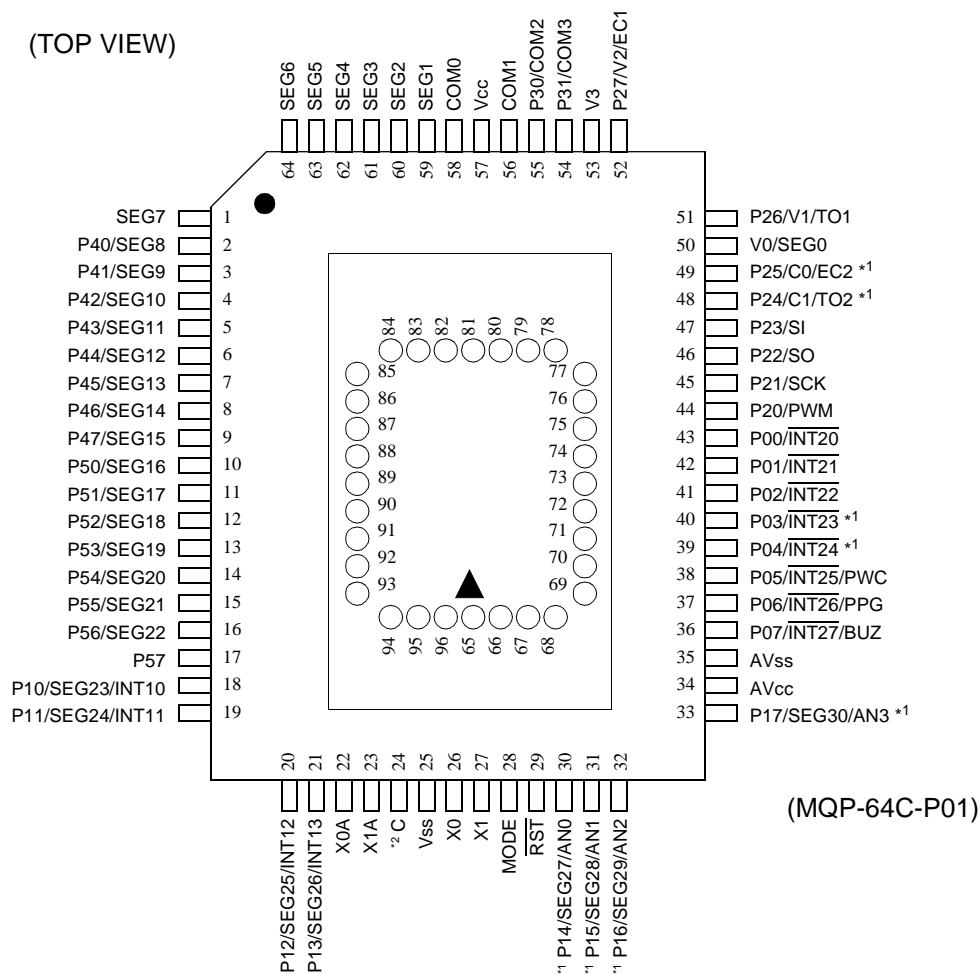 (TOP VIEW)
SEG6
SEG5
SEG4
SEG3
SEG2
SEG1
COM0
Vcc
COM1
P30/COM2
P31/COM3
V3
P27/V2/EC1
64
63
62
61
60
59
58
57
56
55
54
53
52
SEG7 1
P40/SEG8 2
P41/SEG9 3
P42/SEG10 4
P43/SEG11 5
P44/SEG12 6
P45/SEG13 7
P46/SEG14 8
P47/SEG15 9
P50/SEG16 10
P51/SEG17 11
P52/SEG18 12
P53/SEG19 13
P54/SEG20 14
P55/SEG21 15
P56/SEG22 16
P57 17
P10/SEG23/INT10 18
P11/SEG24/INT11 19
84
83
82
81
80
79
78
85
86
87
88
89
90
91
92
93
77
76
75
74
73
72
71
70
69
94
95
96
65
66
67
68
51 P26/V1/TO1
50 V0/SEG0
49 P25/C0/EC2 *1
48 P24/C1/TO2 *1
47 P23/SI
46 P22/SO
45 P21/SCK
44 P20/PWM
43 P00/INT20
42 P01/INT21
41 P02/INT22
40 P03/INT23 *1
39 P04/INT24 *1
38 P05/INT25/PWC
37 P06/INT26/PPG
36 P07/INT27/BUZ
35 AVss
34 AVcc
33 P17/SEG30/AN3 *1
20
21
22
23
24
25
26
27
28
29
30
31
32
P12/SEG25/INT12
P13/SEG26/INT13
X0A
X1A
*2 C
Vss
X0
X1
MODE
RST
*1 P14/SEG27/AN0
*1 P15/SEG28/AN1
*1 P16/SEG29/AN2
(MQP-64C-P01)